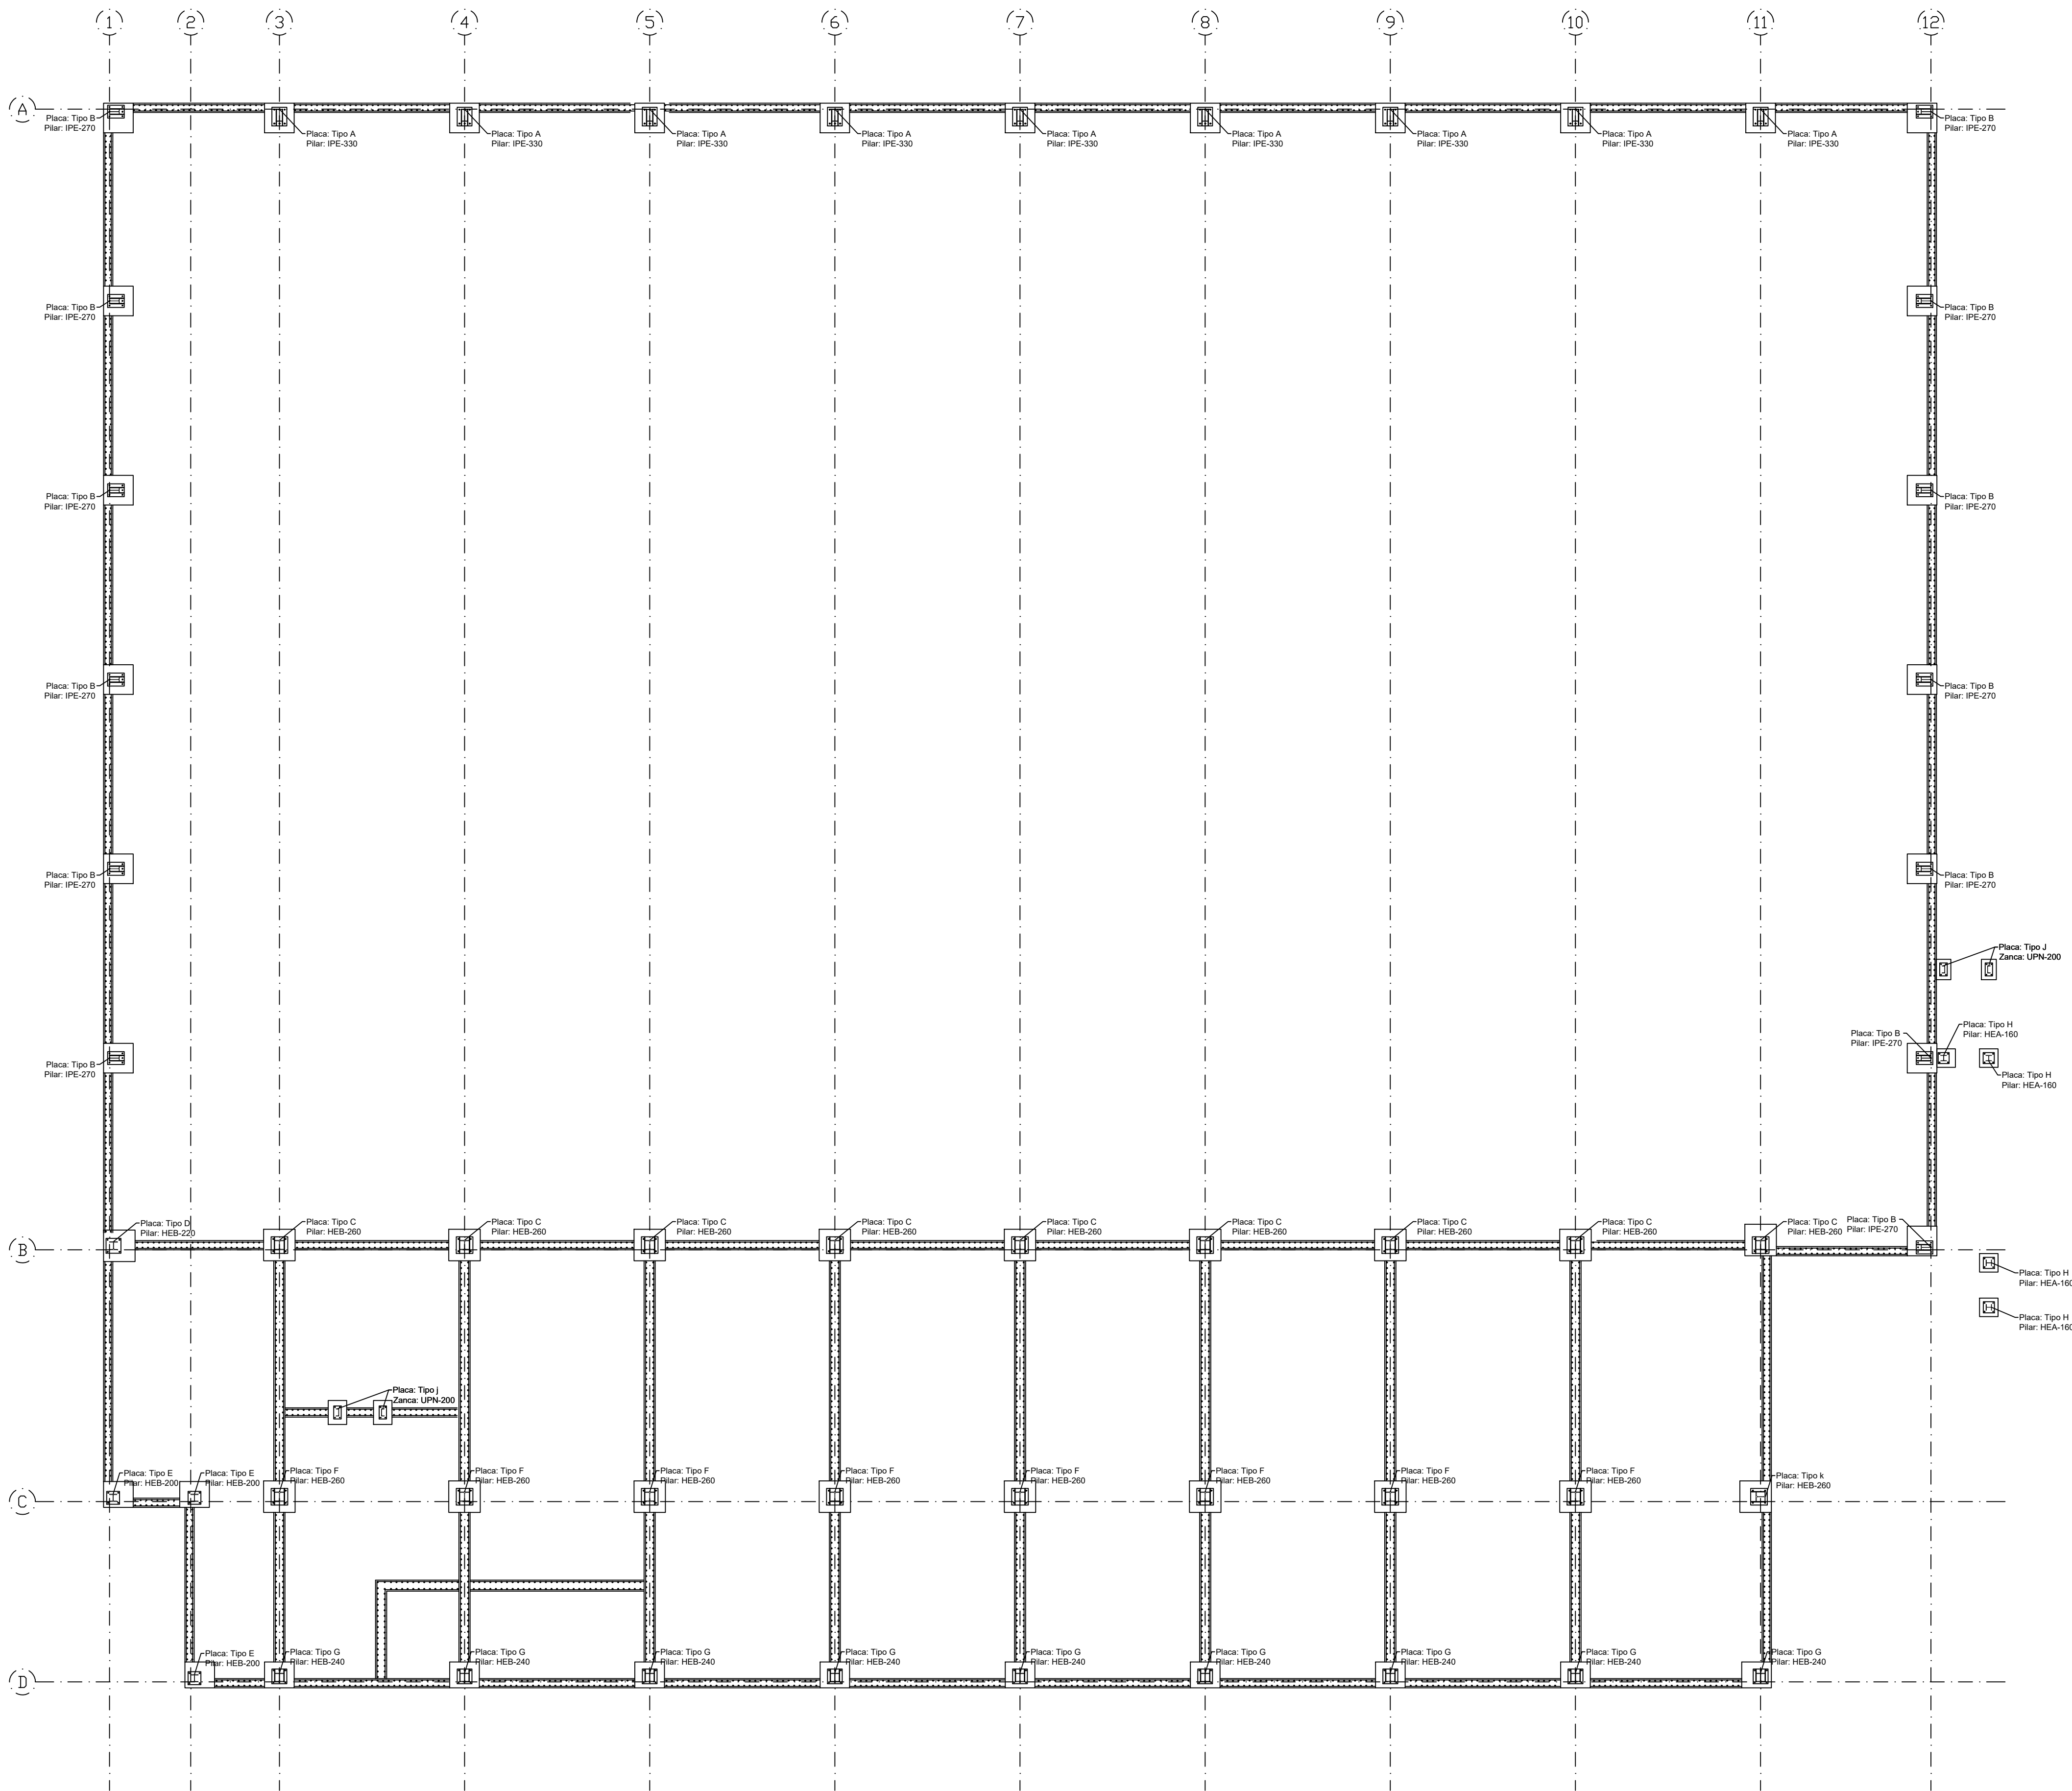 1
2
3
4
5
6
7
8
9
10
11
12
A
Placa: Tipo B
Pilar: IPE-270
Placa: Tipo A
Pilar: IPE-330
Placa: Tipo A
Pilar: IPE-330
Placa: Tipo A
Pilar: IPE-330
Placa: Tipo A
Pilar: IPE-330
Placa: Tipo A
Pilar: IPE-330
Placa: Tipo A
Pilar: IPE-330
Placa: Tipo A
Pilar: IPE-330
Placa: Tipo A
Pilar: IPE-330
Placa: Tipo A
Pilar: IPE-330
Placa: Tipo B
Pilar: IPE-270
Placa: Tipo B
Pilar: IPE-270
Placa: Tipo B
Pilar: IPE-270
Placa: Tipo B
Pilar: IPE-270
Placa: Tipo B
Pilar: IPE-270
Placa: Tipo B
Pilar: IPE-270
Placa: Tipo B
Pilar: IPE-270
Placa: Tipo B
Pilar: IPE-270
Placa: Tipo B
Pilar: IPE-270
Placa: Tipo J
Zanca: UPN-200
Placa: Tipo B
Pilar: IPE-270
Placa: Tipo B
Pilar: IPE-270
Placa: Tipo H
Pilar: HEA-160
Placa: Tipo H
Pilar: HEA-160
B
Placa: Tipo D
Pilar: HEB-220
Placa: Tipo C
Pilar: HEB-260
Placa: Tipo C
Pilar: HEB-260
Placa: Tipo C
Pilar: HEB-260
Placa: Tipo C
Pilar: HEB-260
Placa: Tipo C
Pilar: HEB-260
Placa: Tipo C
Pilar: HEB-260
Placa: Tipo C
Pilar: HEB-260
Placa: Tipo C
Pilar: HEB-260
Placa: Tipo C
Pilar: HEB-260
Placa: Tipo B
Pilar: IPE-270
Placa: Tipo H
Pilar: HEA-160
Placa: Tipo H
Pilar: HEA-160
Placa: Tipo j
Zanca: UPN-200
C
Placa: Tipo E
Pilar: HEB-200
Placa: Tipo E
Pilar: HEB-200
Placa: Tipo F
Pilar: HEB-260
Placa: Tipo F
Pilar: HEB-260
Placa: Tipo F
Pilar: HEB-260
Placa: Tipo F
Pilar: HEB-260
Placa: Tipo F
Pilar: HEB-260
Placa: Tipo F
Pilar: HEB-260
Placa: Tipo F
Pilar: HEB-260
Placa: Tipo F
Pilar: HEB-260
Placa: Tipo k
Pilar: HEB-260
D
Placa: Tipo E
Pilar: HEB-200
Placa: Tipo G
Pilar: HEB-240
Placa: Tipo G
Pilar: HEB-240
Placa: Tipo G
Pilar: HEB-240
Placa: Tipo G
Pilar: HEB-240
Placa: Tipo G
Pilar: HEB-240
Placa: Tipo G
Pilar: HEB-240
Placa: Tipo G
Pilar: HEB-240
Placa: Tipo G
Pilar: HEB-240
Placa: Tipo G
Pilar: HEB-240